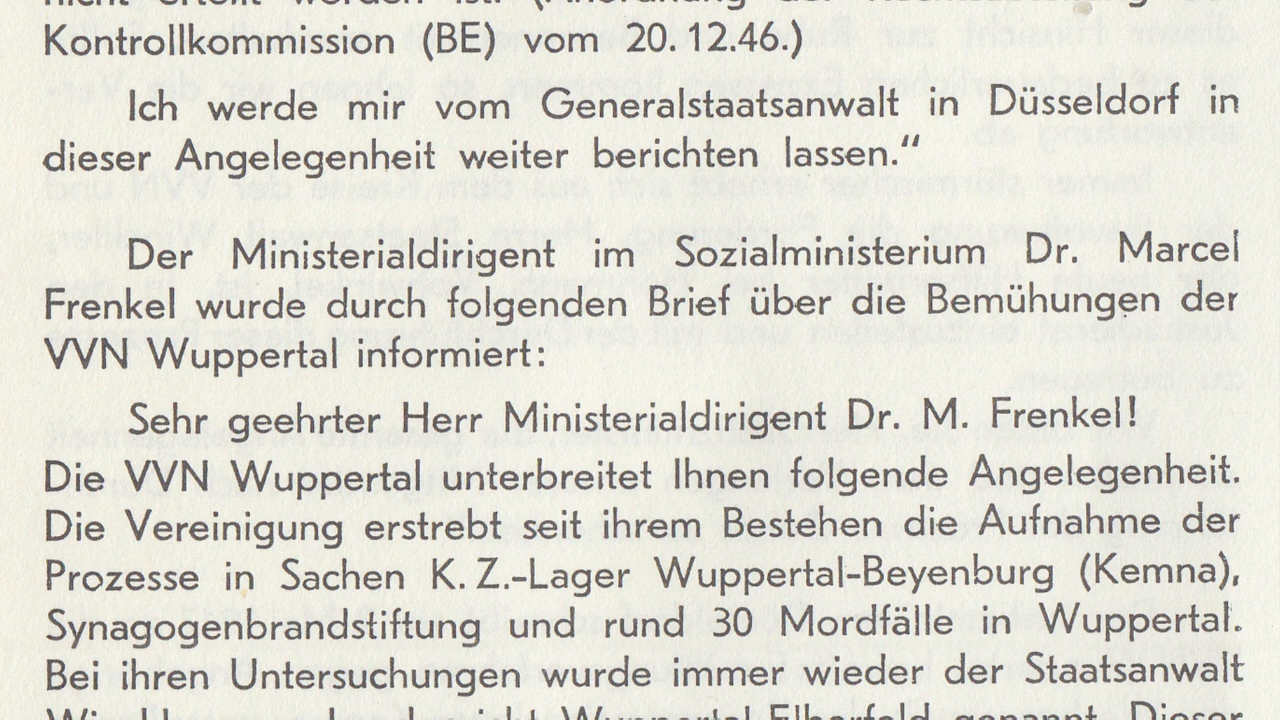 Kontrollkommission (BE) vom 20. 12.46.)
Ich werde mir vom Generalstaatsanwalt in Düsseldorf in
dieser Angelegenheit weiter berichten lassen.“
Der Ministerialdirigent im Sozialministerium Dr. Marcel
Frenkel wurde durch folgenden Brief über die Bemühungen der
VVN Wuppertal informiert:
Sehr geehrter Herr Ministerialdirigent Dr. M. Frenkel!
Die VVN Wuppertal unterbreitet Ihnen folgende Angelegenheit.
Die Vereinigung erstrebt seit ihrem Bestehen die Aufnahme der
Prozesse in Sachen K. Z.-Lager Wuppertal-Beyenburg (Kemna),
Synagogenbrandstiftung und rund 30 Mordfälle in Wuppertal.
Bei ihren Untersuchungen wurde immer wieder der Staatsanwalt
Wuppertal-Elberfeld genannt. Dieser